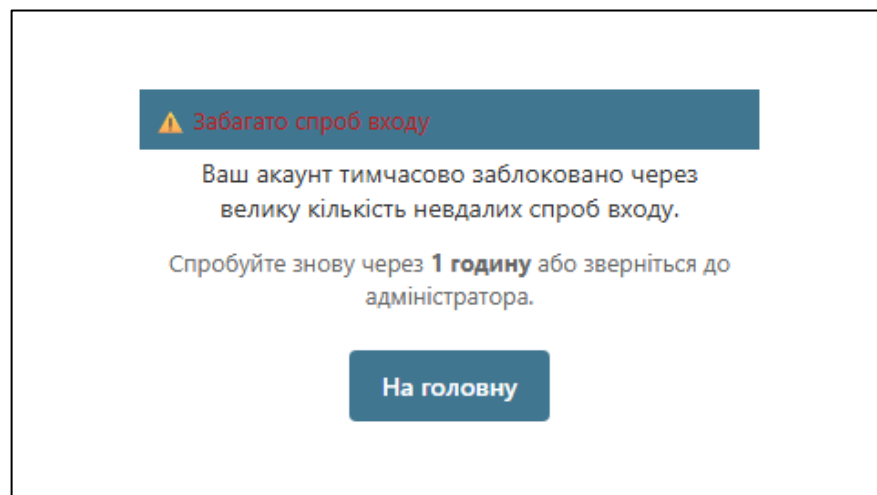 ⚠ Забагато спроб входу
Ваш акаунт тимчасово заблоковано через
велику кількість невдалих спроб входу.
Спробуйте знову через 1 годину або зверніться до
адміністратора.
На головну